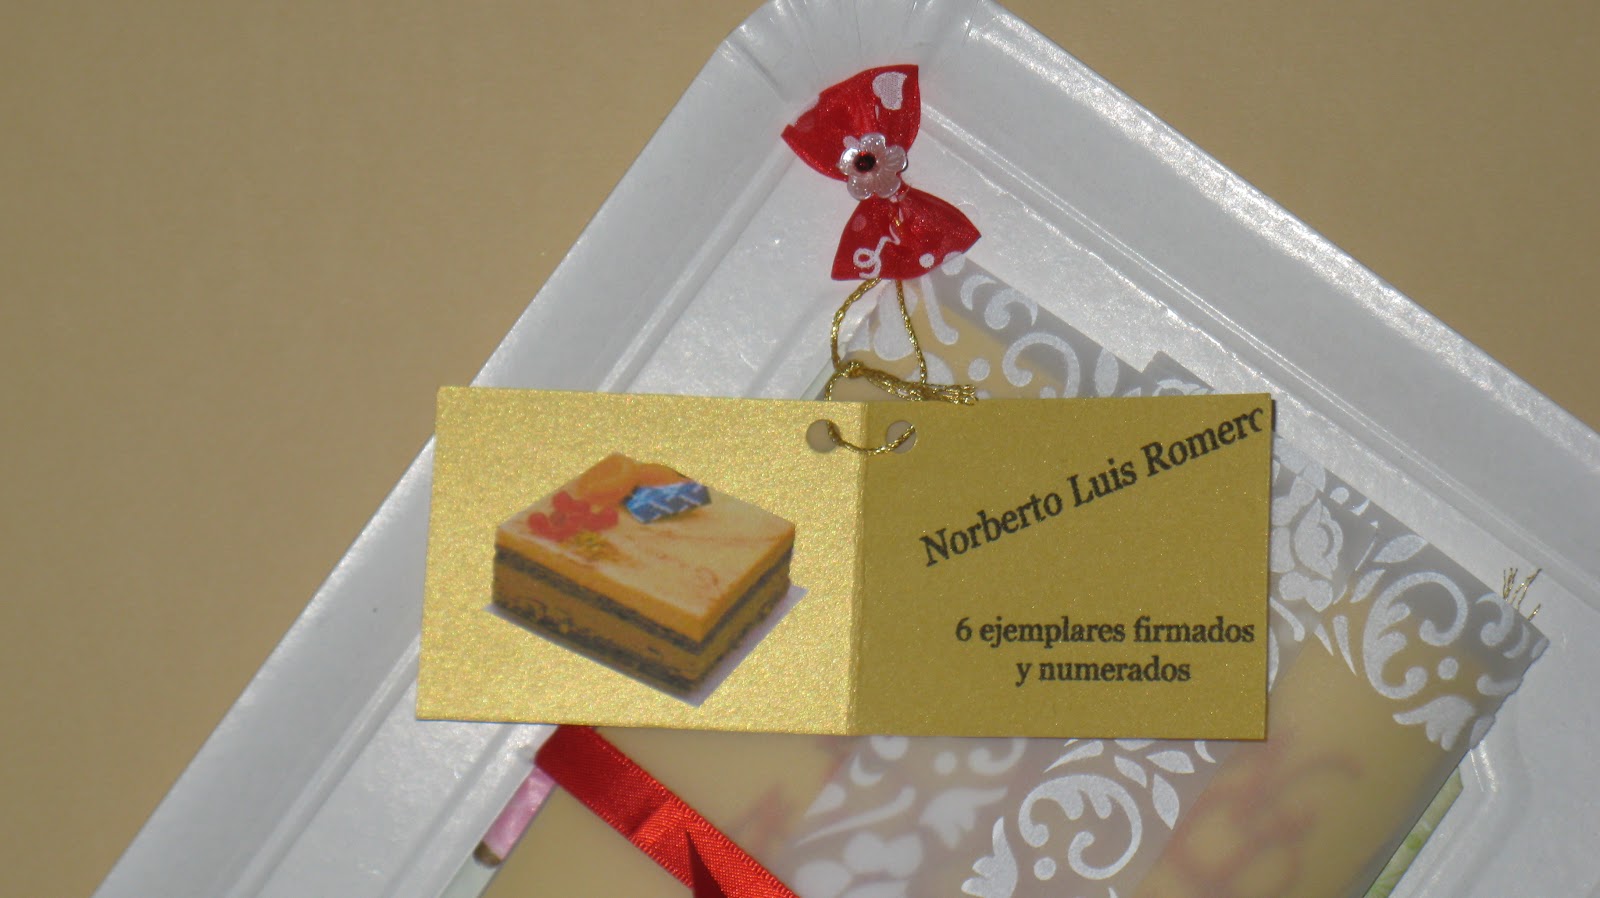 Norberto Luis Romero
6 ejemplares firmados
y numerados